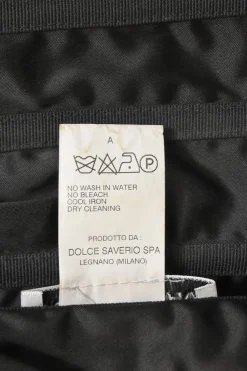 A
P
NO WASH IN WATER
NO BLEACH
COOL IRON
DRY CLEANING
PRODOTTO DA :
DOLCE SAVERIO SPA
LEGNANO (MILANO)